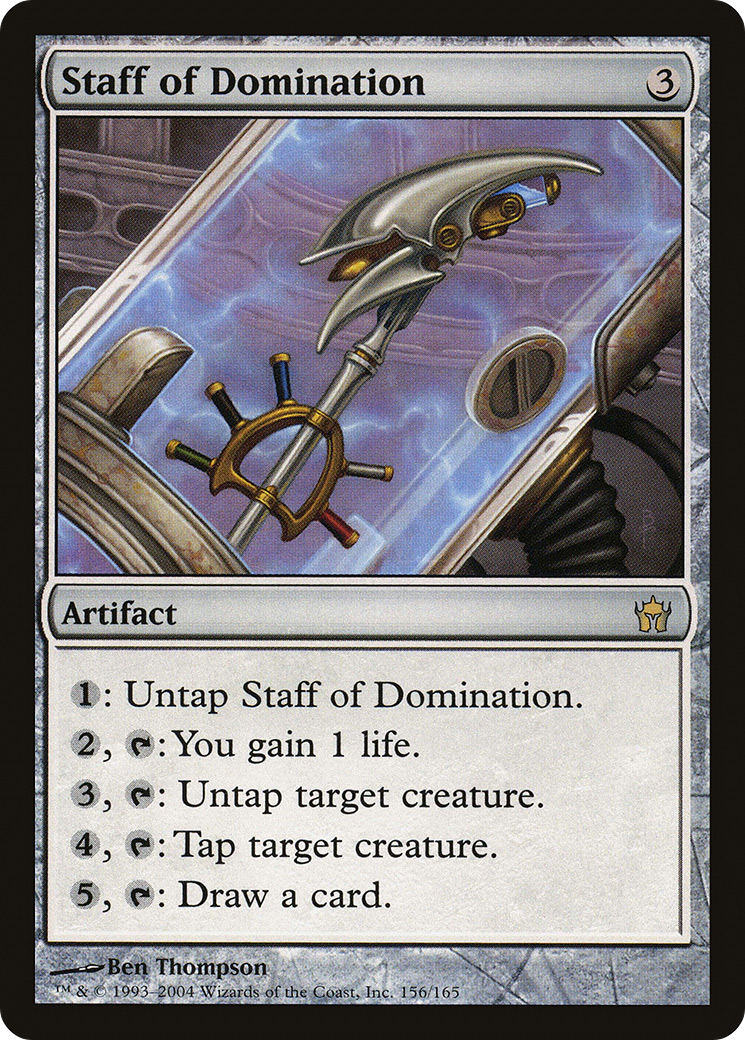 Staff of Domination 3
Artifact
1: Untap Staff of Domination.
2, : You gain 1 life.
3, : Untap target creature.
4, : Tap target creature.
5, : Draw a card.
Ben Thompson
™ & © 1993–2004 Wizards of the Coast, Inc. 156/165